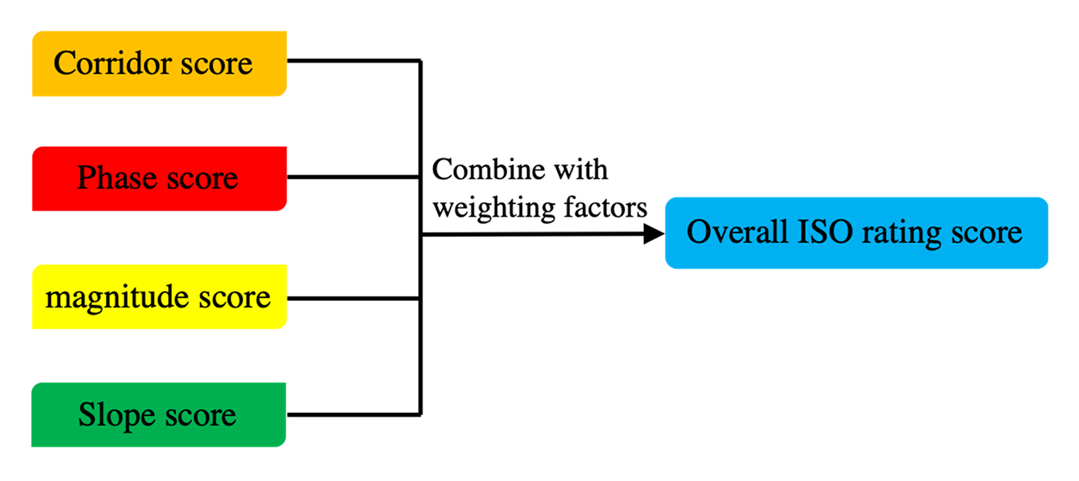 Corridor score
Phase score
magnitude score
Slope score
Combine with
weighting factors
Overall ISO rating score